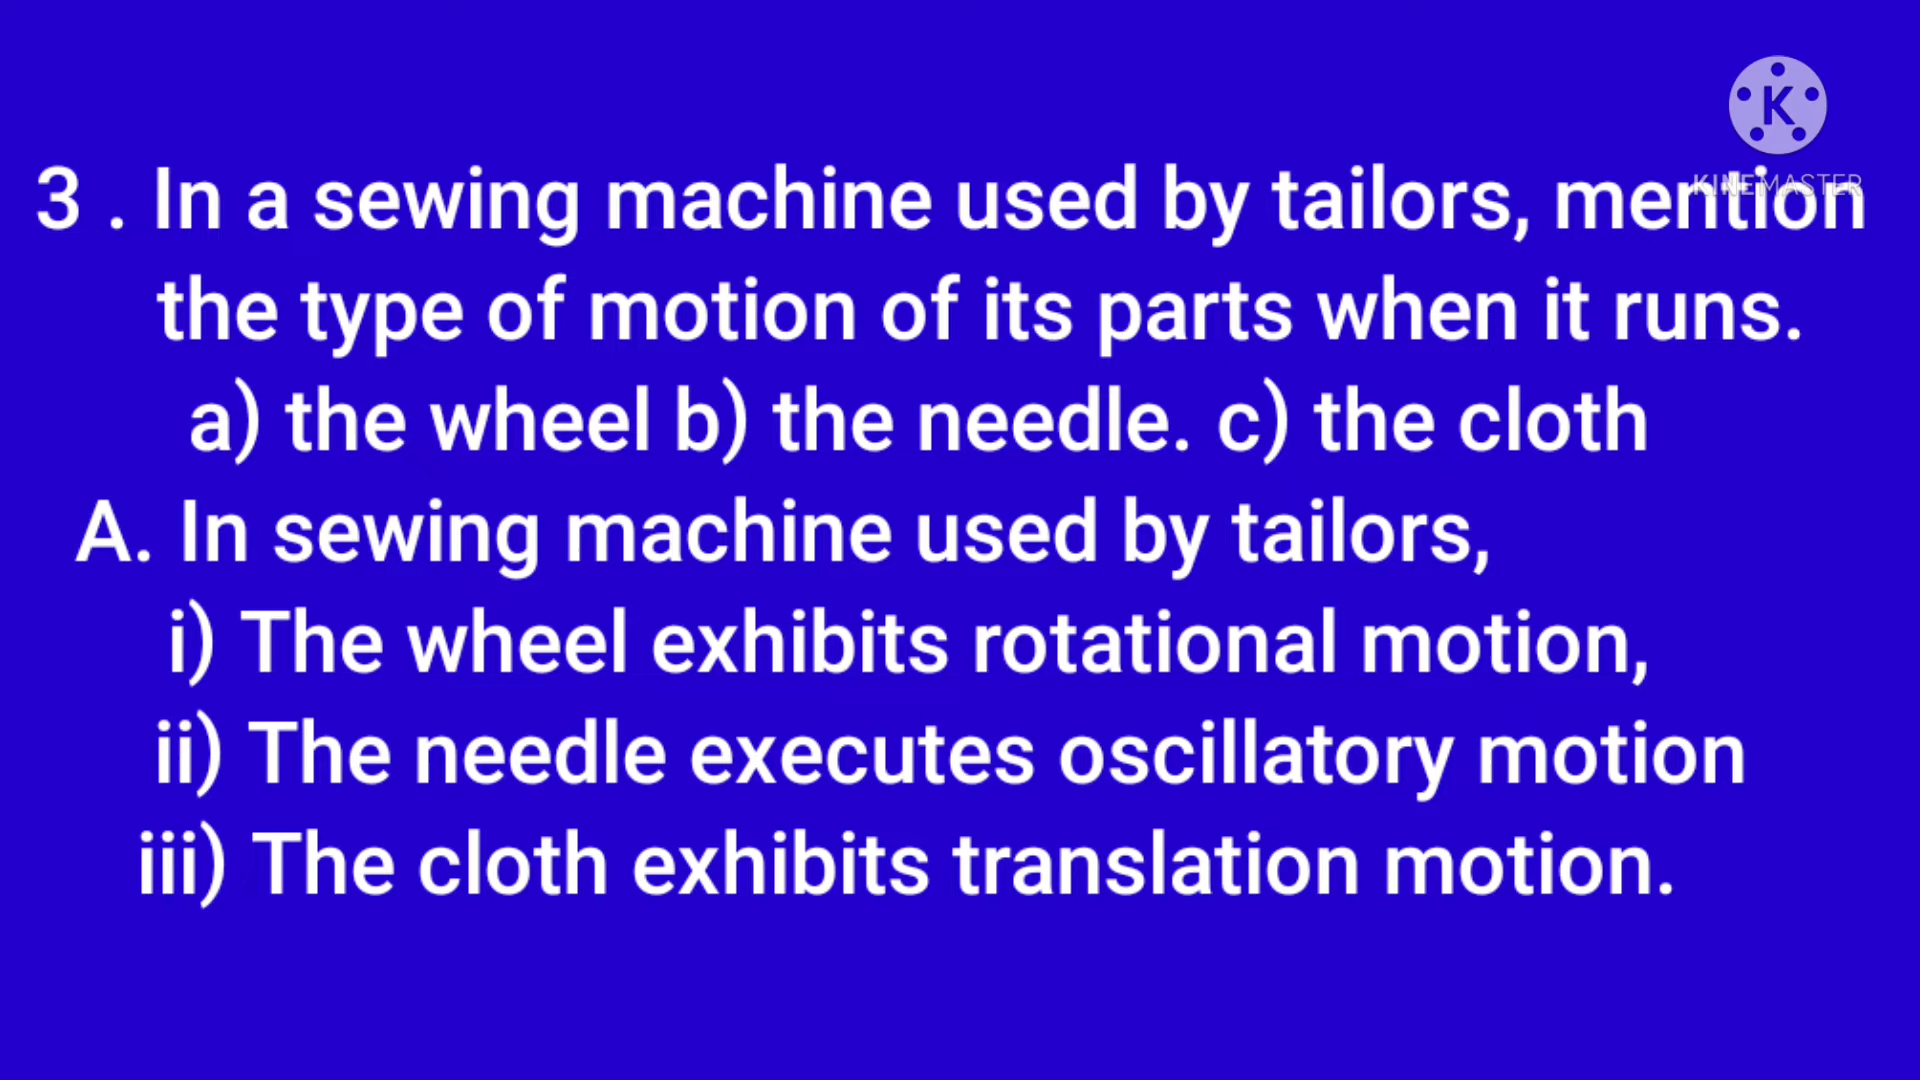 K
KINEMASTER
3 . In a sewing machine used by tailors, mention
the type of motion of its parts when it runs.
a) the wheel b) the needle. c) the cloth
A. In sewing machine used by tailors,
i) The wheel exhibits rotational motion,
ii) The needle executes oscillatory motion
iii) The cloth exhibits translation motion.